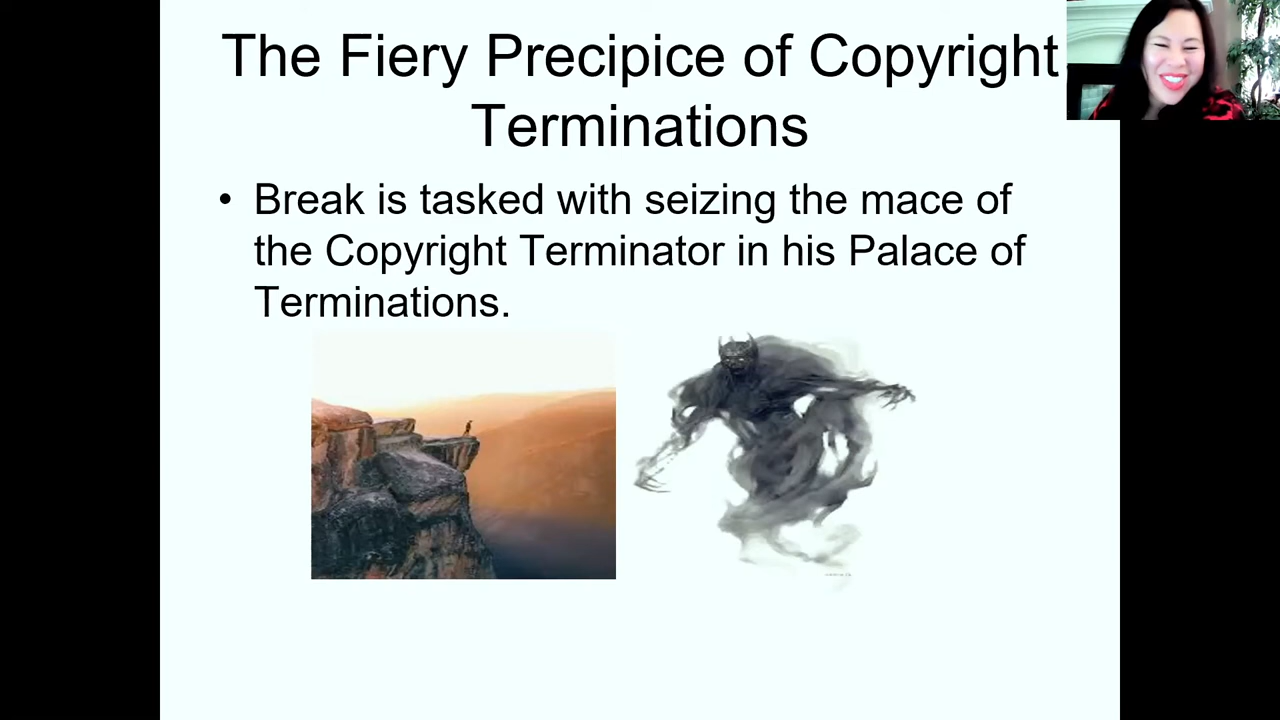 The Fiery Precipice of Copyright
Terminations
• Break is tasked with seizing the mace of
the Copyright Terminator in his Palace of
Terminations.